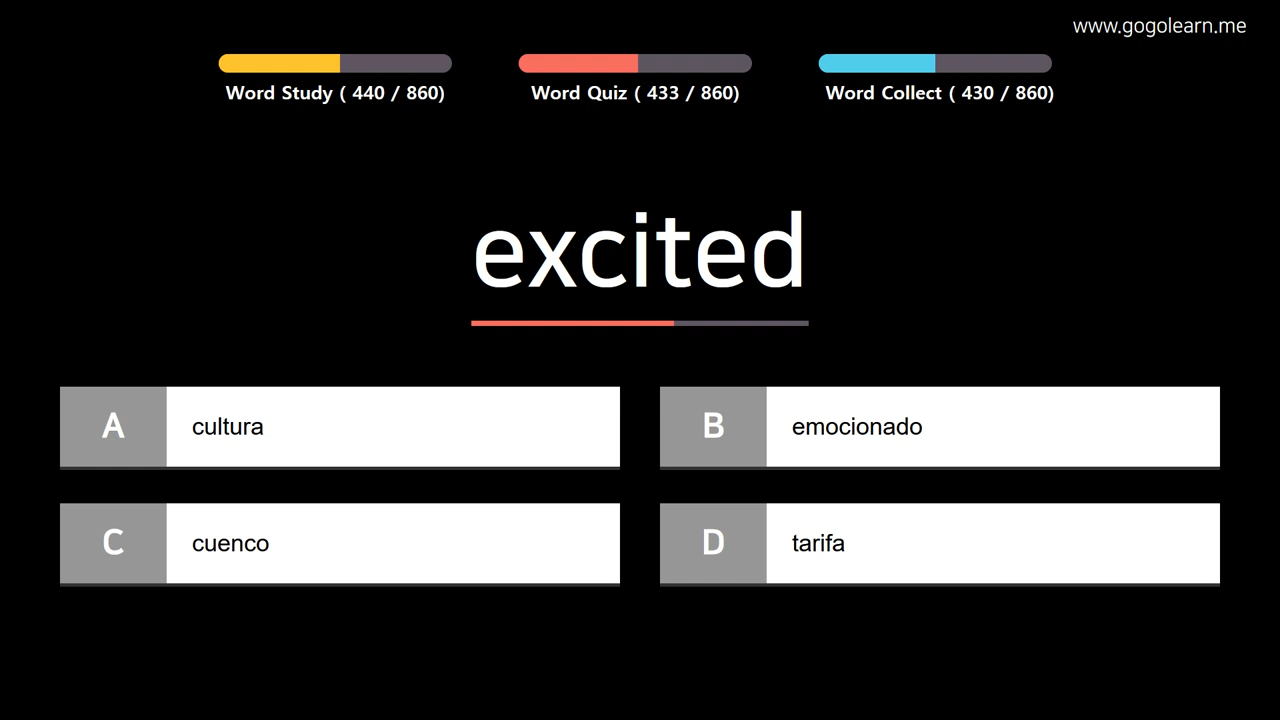 www.gogolearn.me
Word Study ( 440 / 860)
Word Quiz ( 433 / 860)
Word Collect ( 430 / 860)
excited
A cultura
B emocionado
C cuenco
D tarifa